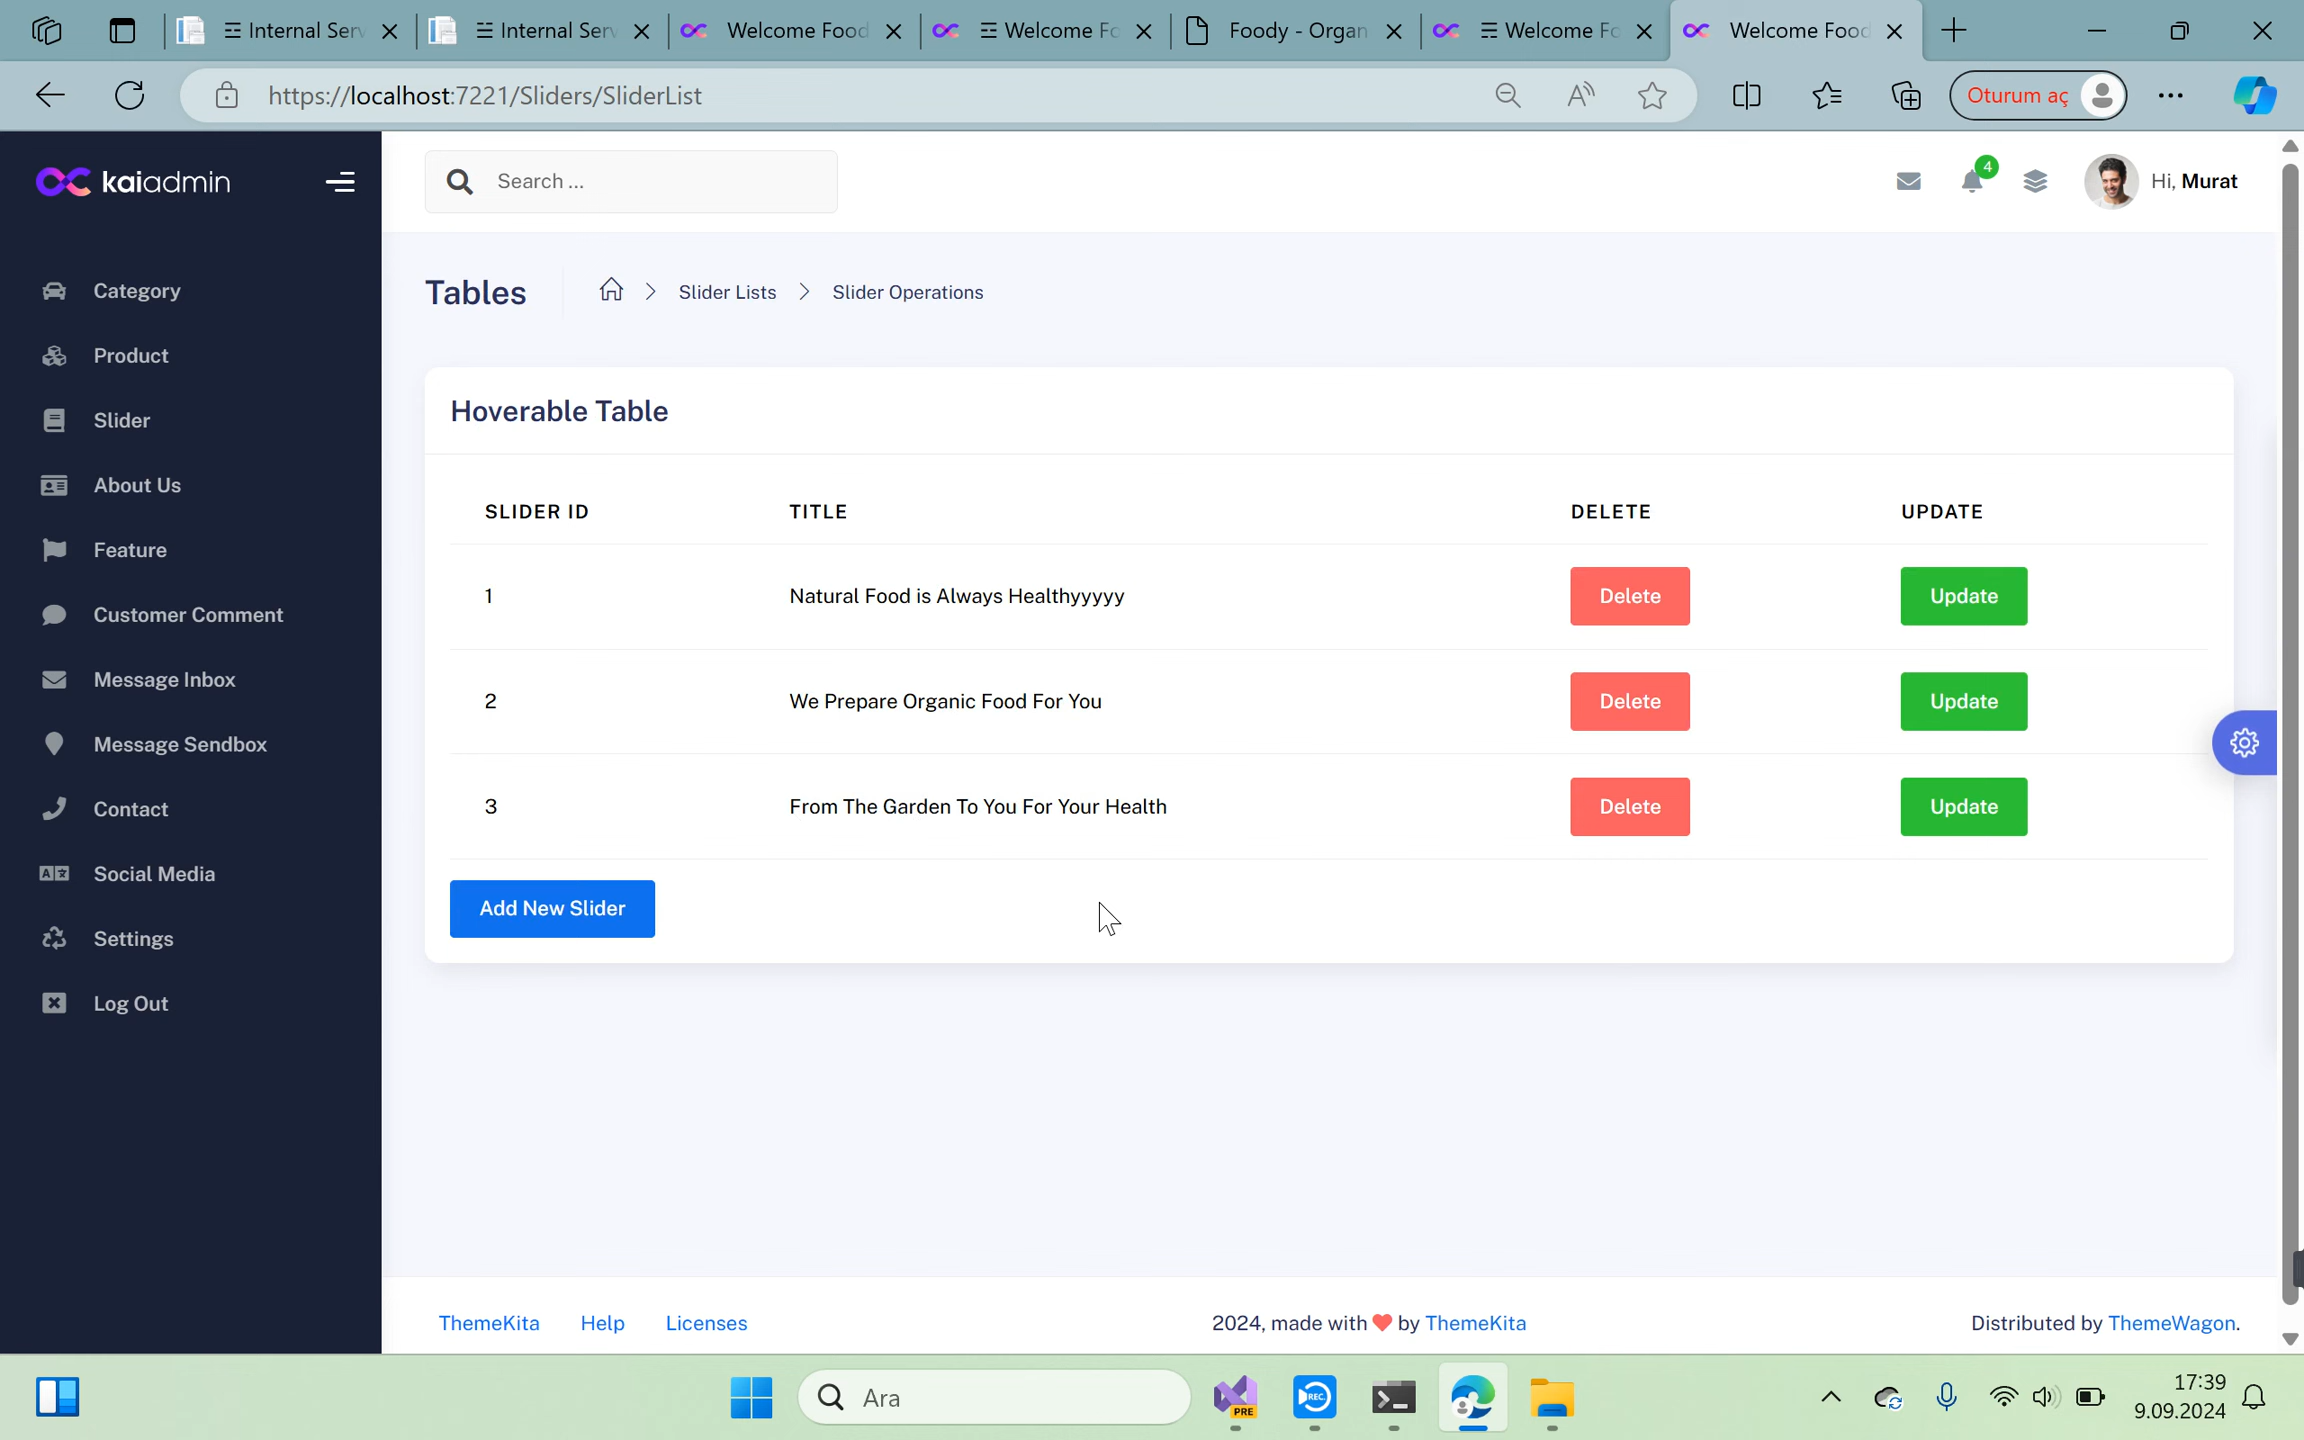 Internal Serv
Internal Serv
Welcome Food
Welcome Fo
Foody - Organ
Welcome Fo
Welcome Food
https://localhost:7221/Sliders/SliderList
Oturum aç
kaiadmin
Search ...
4
Hi, Murat
Category
Product
Slider
About Us
Feature
Customer Comment
Message Inbox
Message Sendbox
Contact
Social Media
Settings
Log Out
Tables
Slider Lists
Slider Operations
Hoverable Table
SLIDER ID TITLE DELETE UPDATE
1 Natural Food is Always Healthyyyyy Delete Update
2 We Prepare Organic Food For You Delete Update
3 From The Garden To You For Your Health Delete Update
Add New Slider
ThemeKita Help Licenses
2024, made with by ThemeKita
Distributed by ThemeWagon.
Ara
PRE
REC.
17:39
9.09.2024